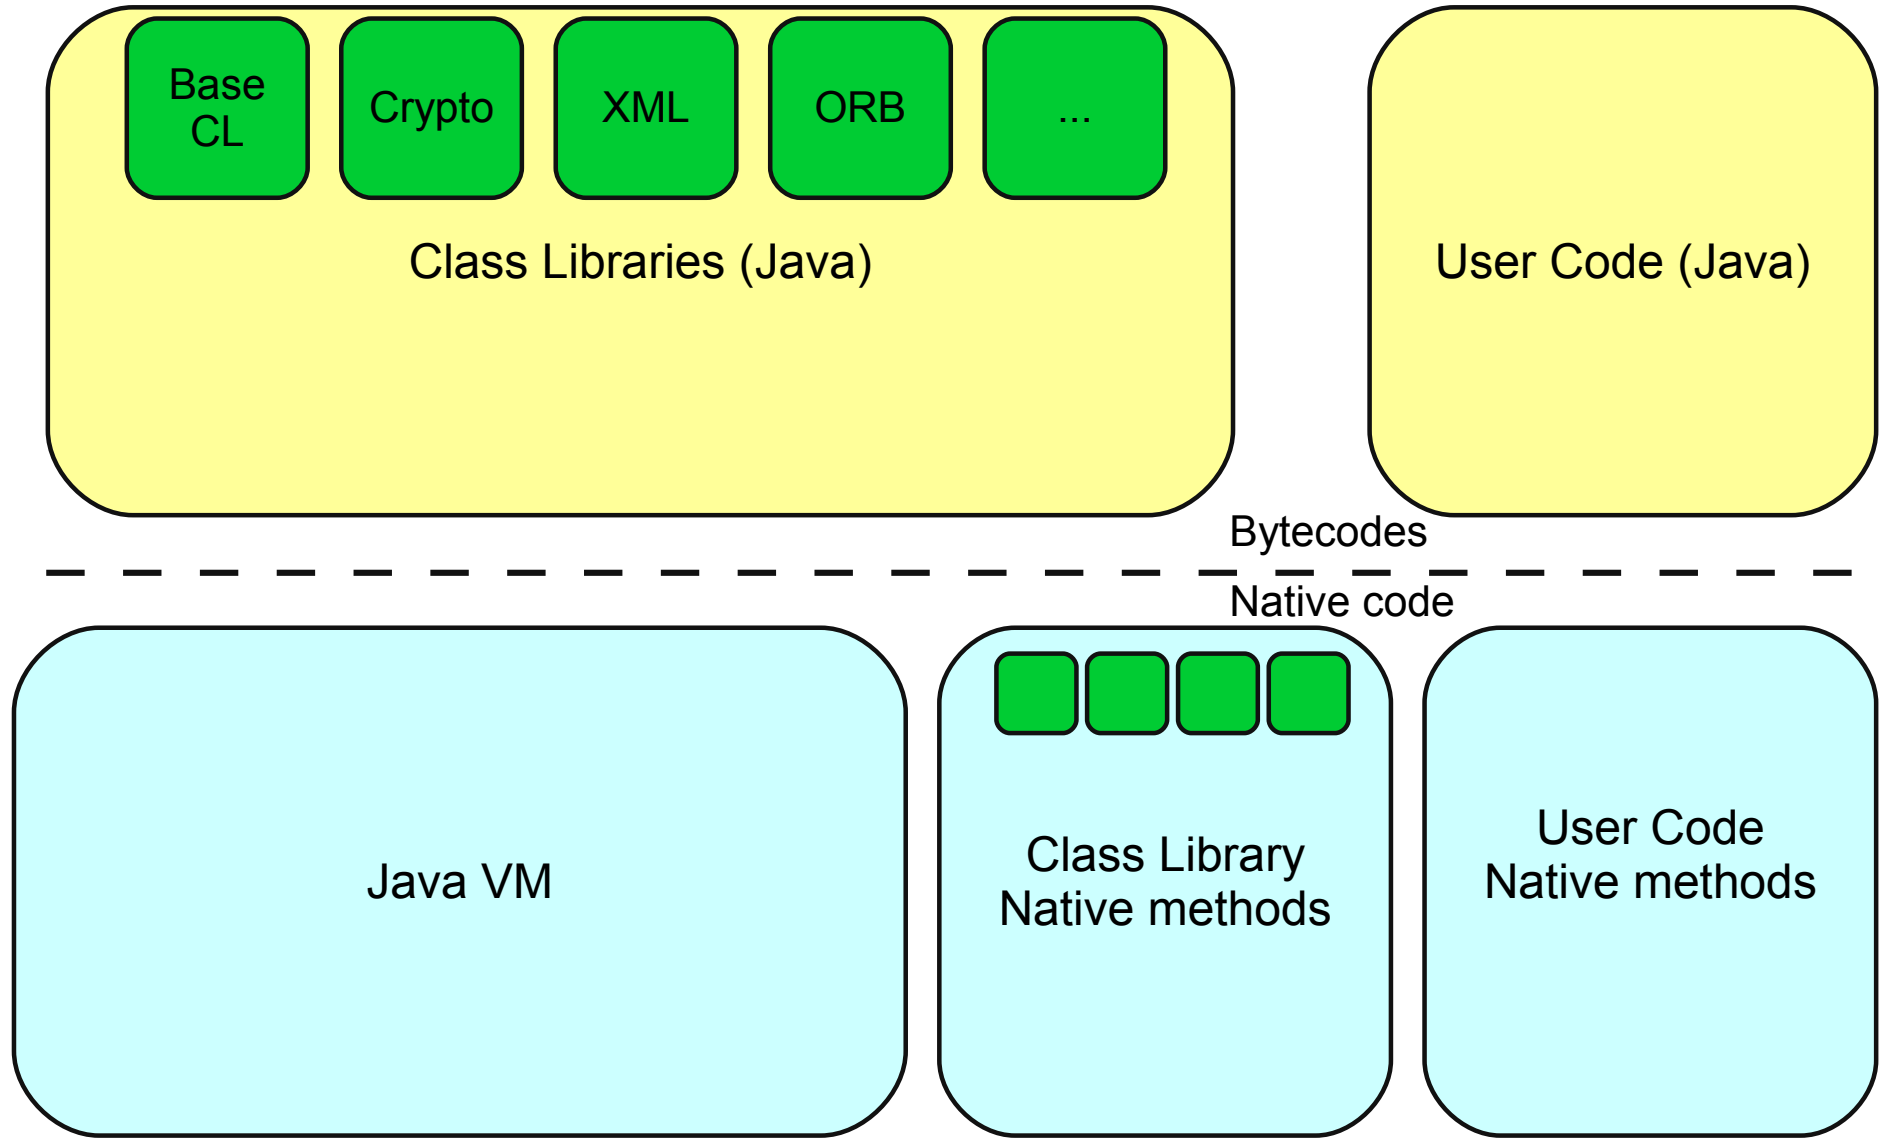 Base
CL
Crypto
XML
ORB
...
Class Libraries (Java)
User Code (Java)
Bytecodes
Native code
Java VM
Class Library
Native methods
User Code
Native methods